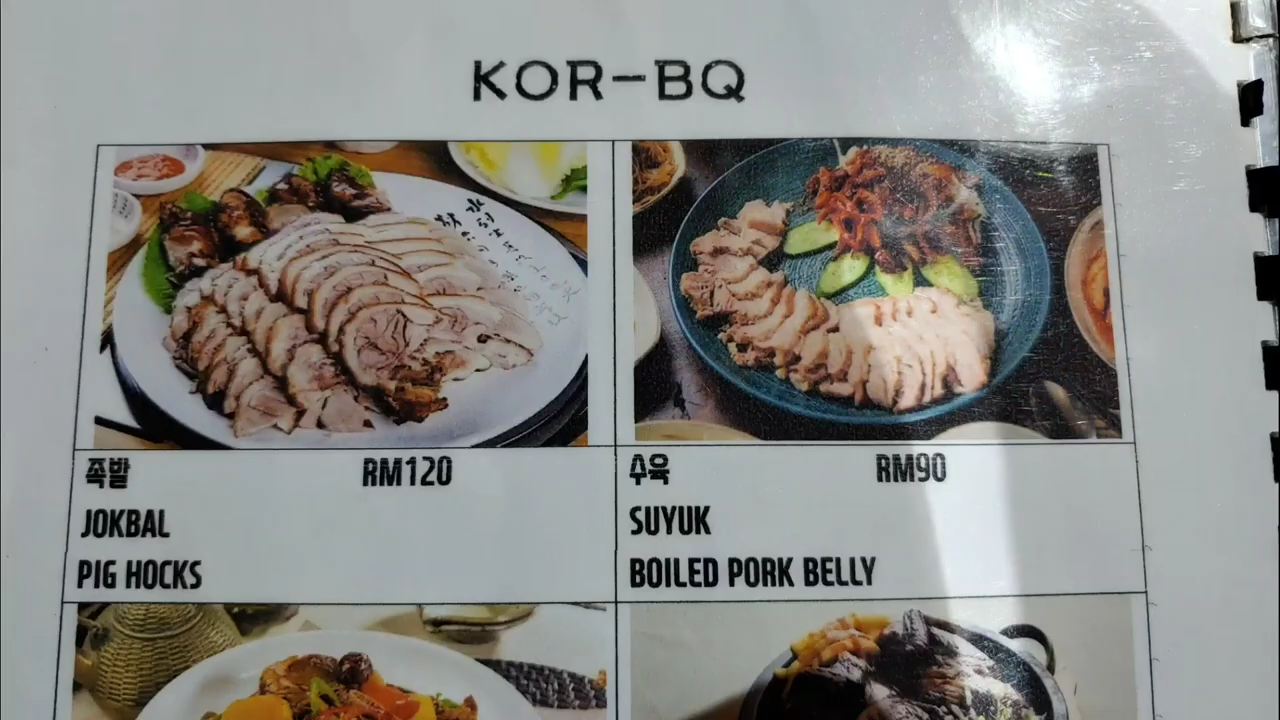 KOR-BQ
족발 RM120
JOKBAL
PIG HOCKS
수육 RM90
SUYUK
BOILED PORK BELLY